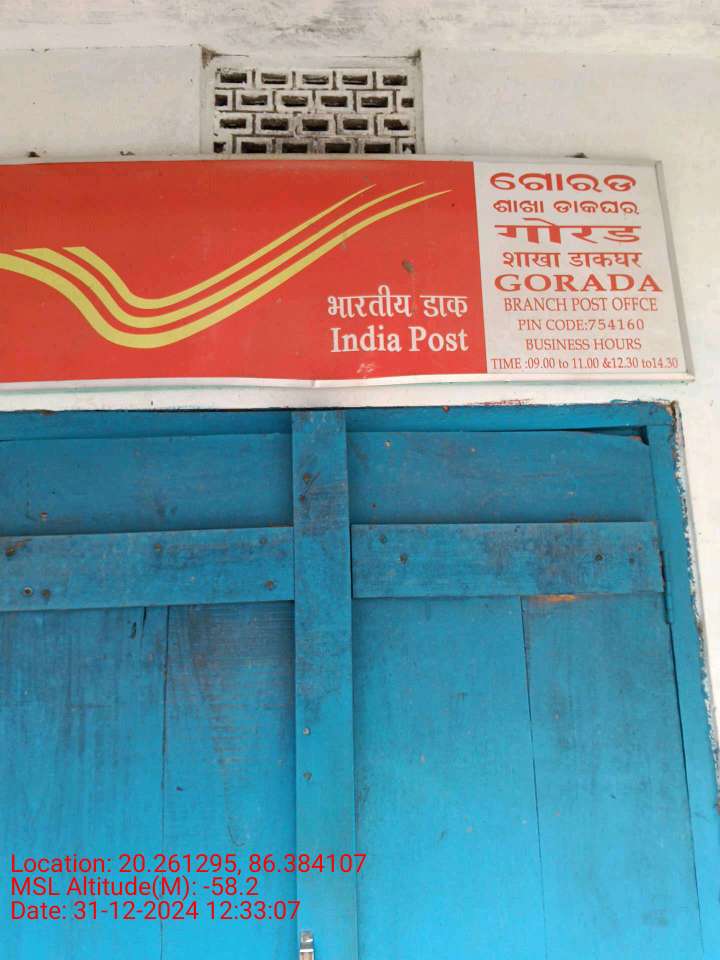 भारतीय डाक
India Post
ଗୋରଡ
ଶାଖା ଡାକଘର
गोरड
शाखा डाकघर
GORADA
BRANCH POST OFFCE
PIN CODE:754160
BUSINESS HOURS
TIME :09.00 to 11.00 &12.30 to14.30
Location: 20.261295, 86.384107
MSL Altitude(M): -58.2
Date: 31-12-2024 12:33:07